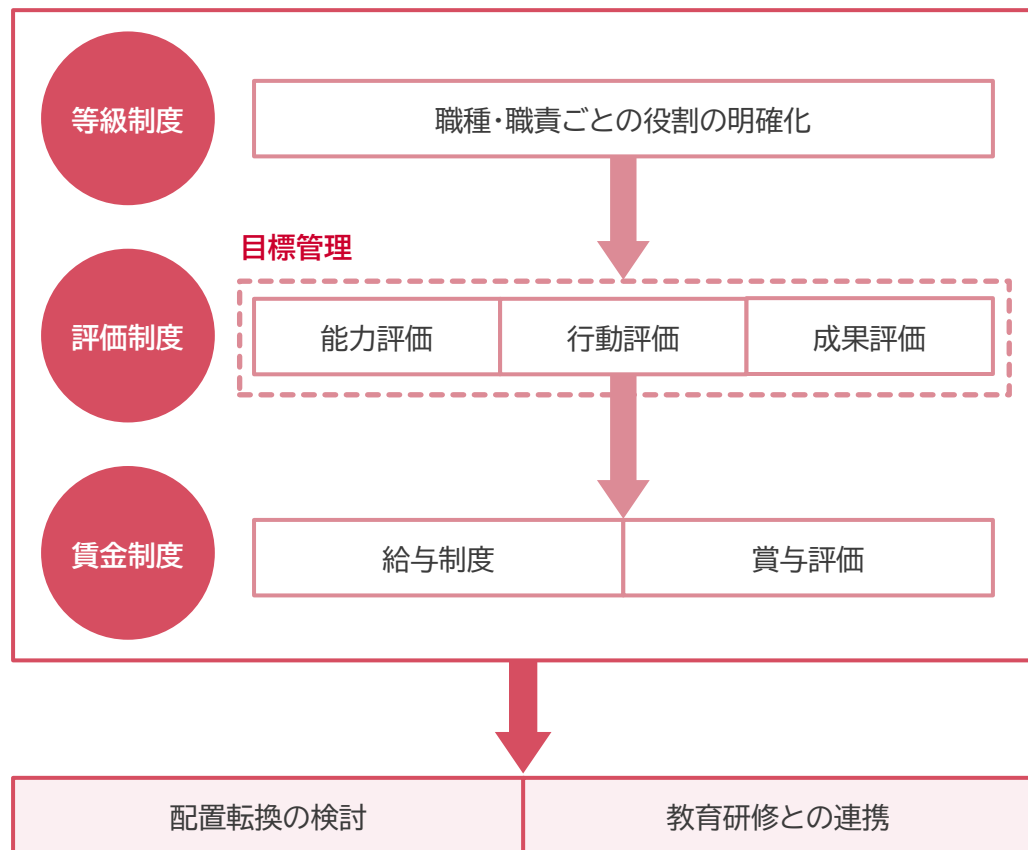 等級制度
職種・職責ごとの役割の明確化
目標管理
評価制度
能力評価
行動評価
成果評価
賃金制度
給与制度
賞与評価
配置転換の検討
教育研修との連携